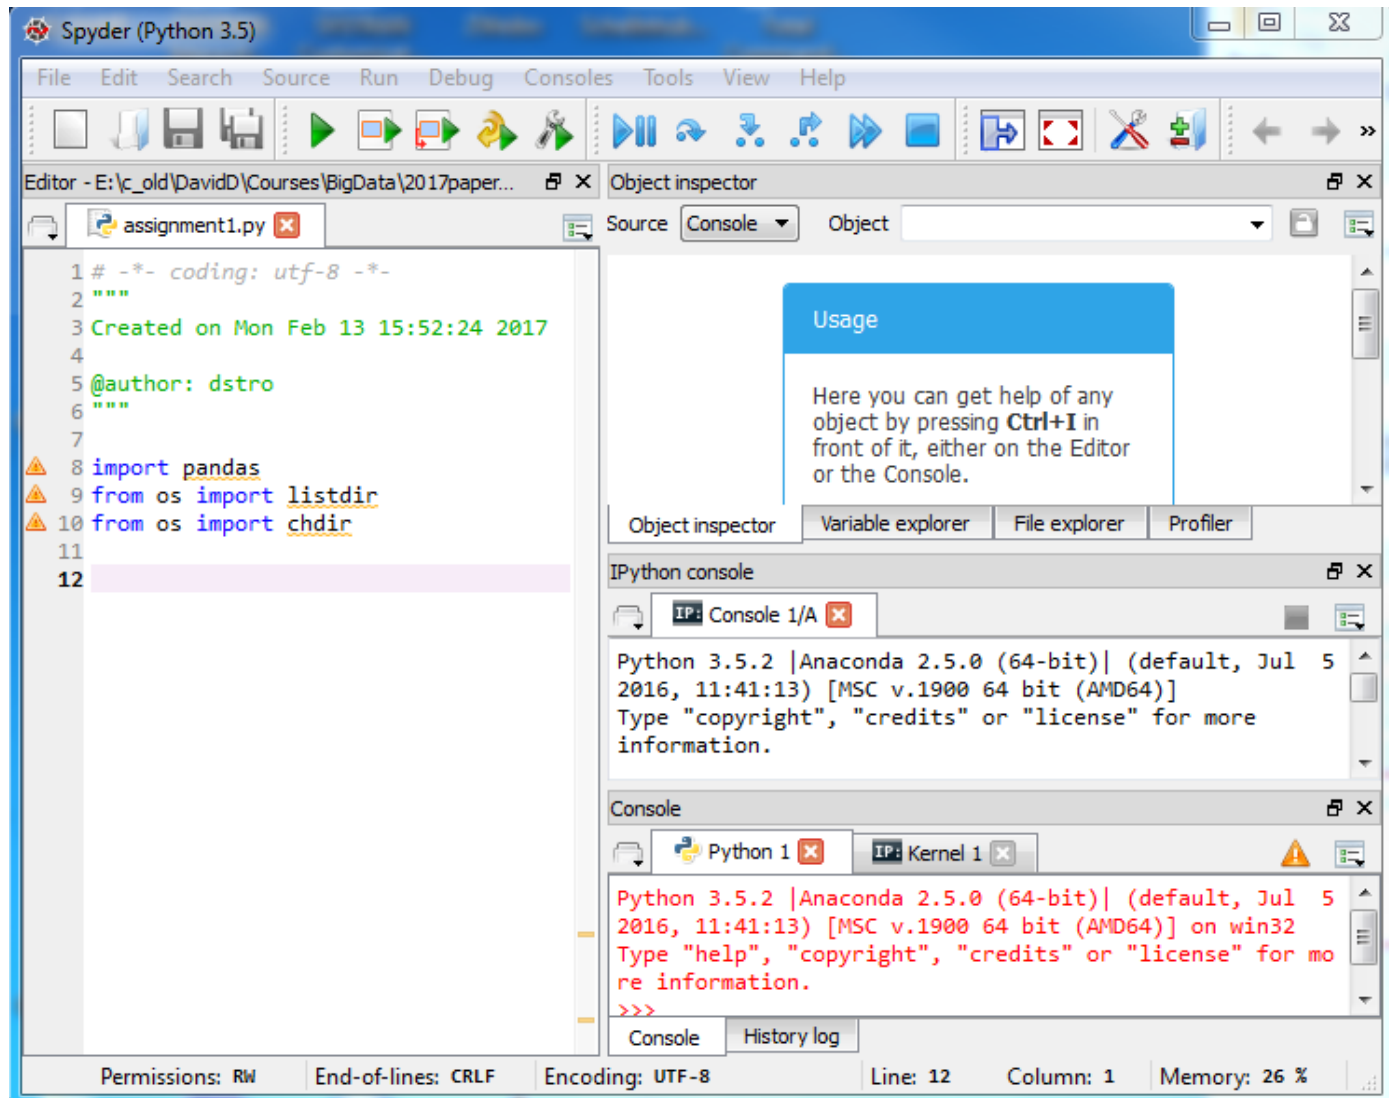 Spyder (Python 3.5)
File Edit Search Source Run Debug Consoles Tools View Help
Editor - E:\c_old\DavidD\Courses\BigData\2017paper...
assignment1.py
1 # -*- coding: utf-8 -*-
2 """
3 Created on Mon Feb 13 15:52:24 2017
4
5 @author: dstro
6 """
7
8 import pandas
9 from os import listdir
10 from os import chdir
11
12
Object inspector
Source Console Object
Usage
Here you can get help of any
object by pressing Ctrl+I in
front of it, either on the Editor
or the Console.
Object inspector Variable explorer File explorer Profiler
IPython console
IP: Console 1/A
Python 3.5.2 |Anaconda 2.5.0 (64-bit)| (default, Jul  5
2016, 11:41:13) [MSC v.1900 64 bit (AMD64)]
Type "copyright", "credits" or "license" for more
information.
Console
Python 1 IP: Kernel 1
Python 3.5.2 |Anaconda 2.5.0 (64-bit)| (default, Jul  5
2016, 11:41:13) [MSC v.1900 64 bit (AMD64)] on win32
Type "help", "copyright", "credits" or "license" for mo
re information.
>>>
Console History log
Permissions: RW End-of-lines: CRLF Encoding: UTF-8 Line: 12 Column: 1 Memory: 26 %